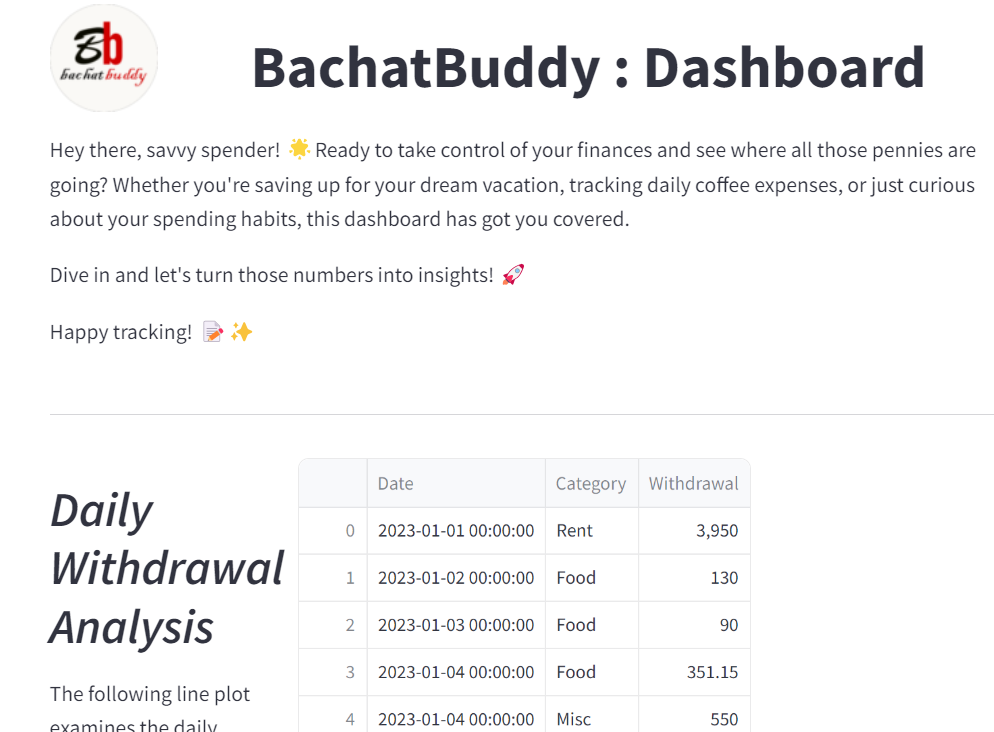 Bb
bachat buddy
BachatBuddy : Dashboard
Hey there, savvy spender! 🌟 Ready to take control of your finances and see where all those pennies are
going? Whether you're saving up for your dream vacation, tracking daily coffee expenses, or just curious
about your spending habits, this dashboard has got you covered.
Dive in and let's turn those numbers into insights! 🚀
Happy tracking! 📝 ✨
Daily
Withdrawal
Analysis
The following line plot
examines the daily
Date Category Withdrawal
0 2023-01-01 00:00:00 Rent 3,950
1 2023-01-02 00:00:00 Food 130
2 2023-01-03 00:00:00 Food 90
3 2023-01-04 00:00:00 Food 351.15
4 2023-01-04 00:00:00 Misc 550